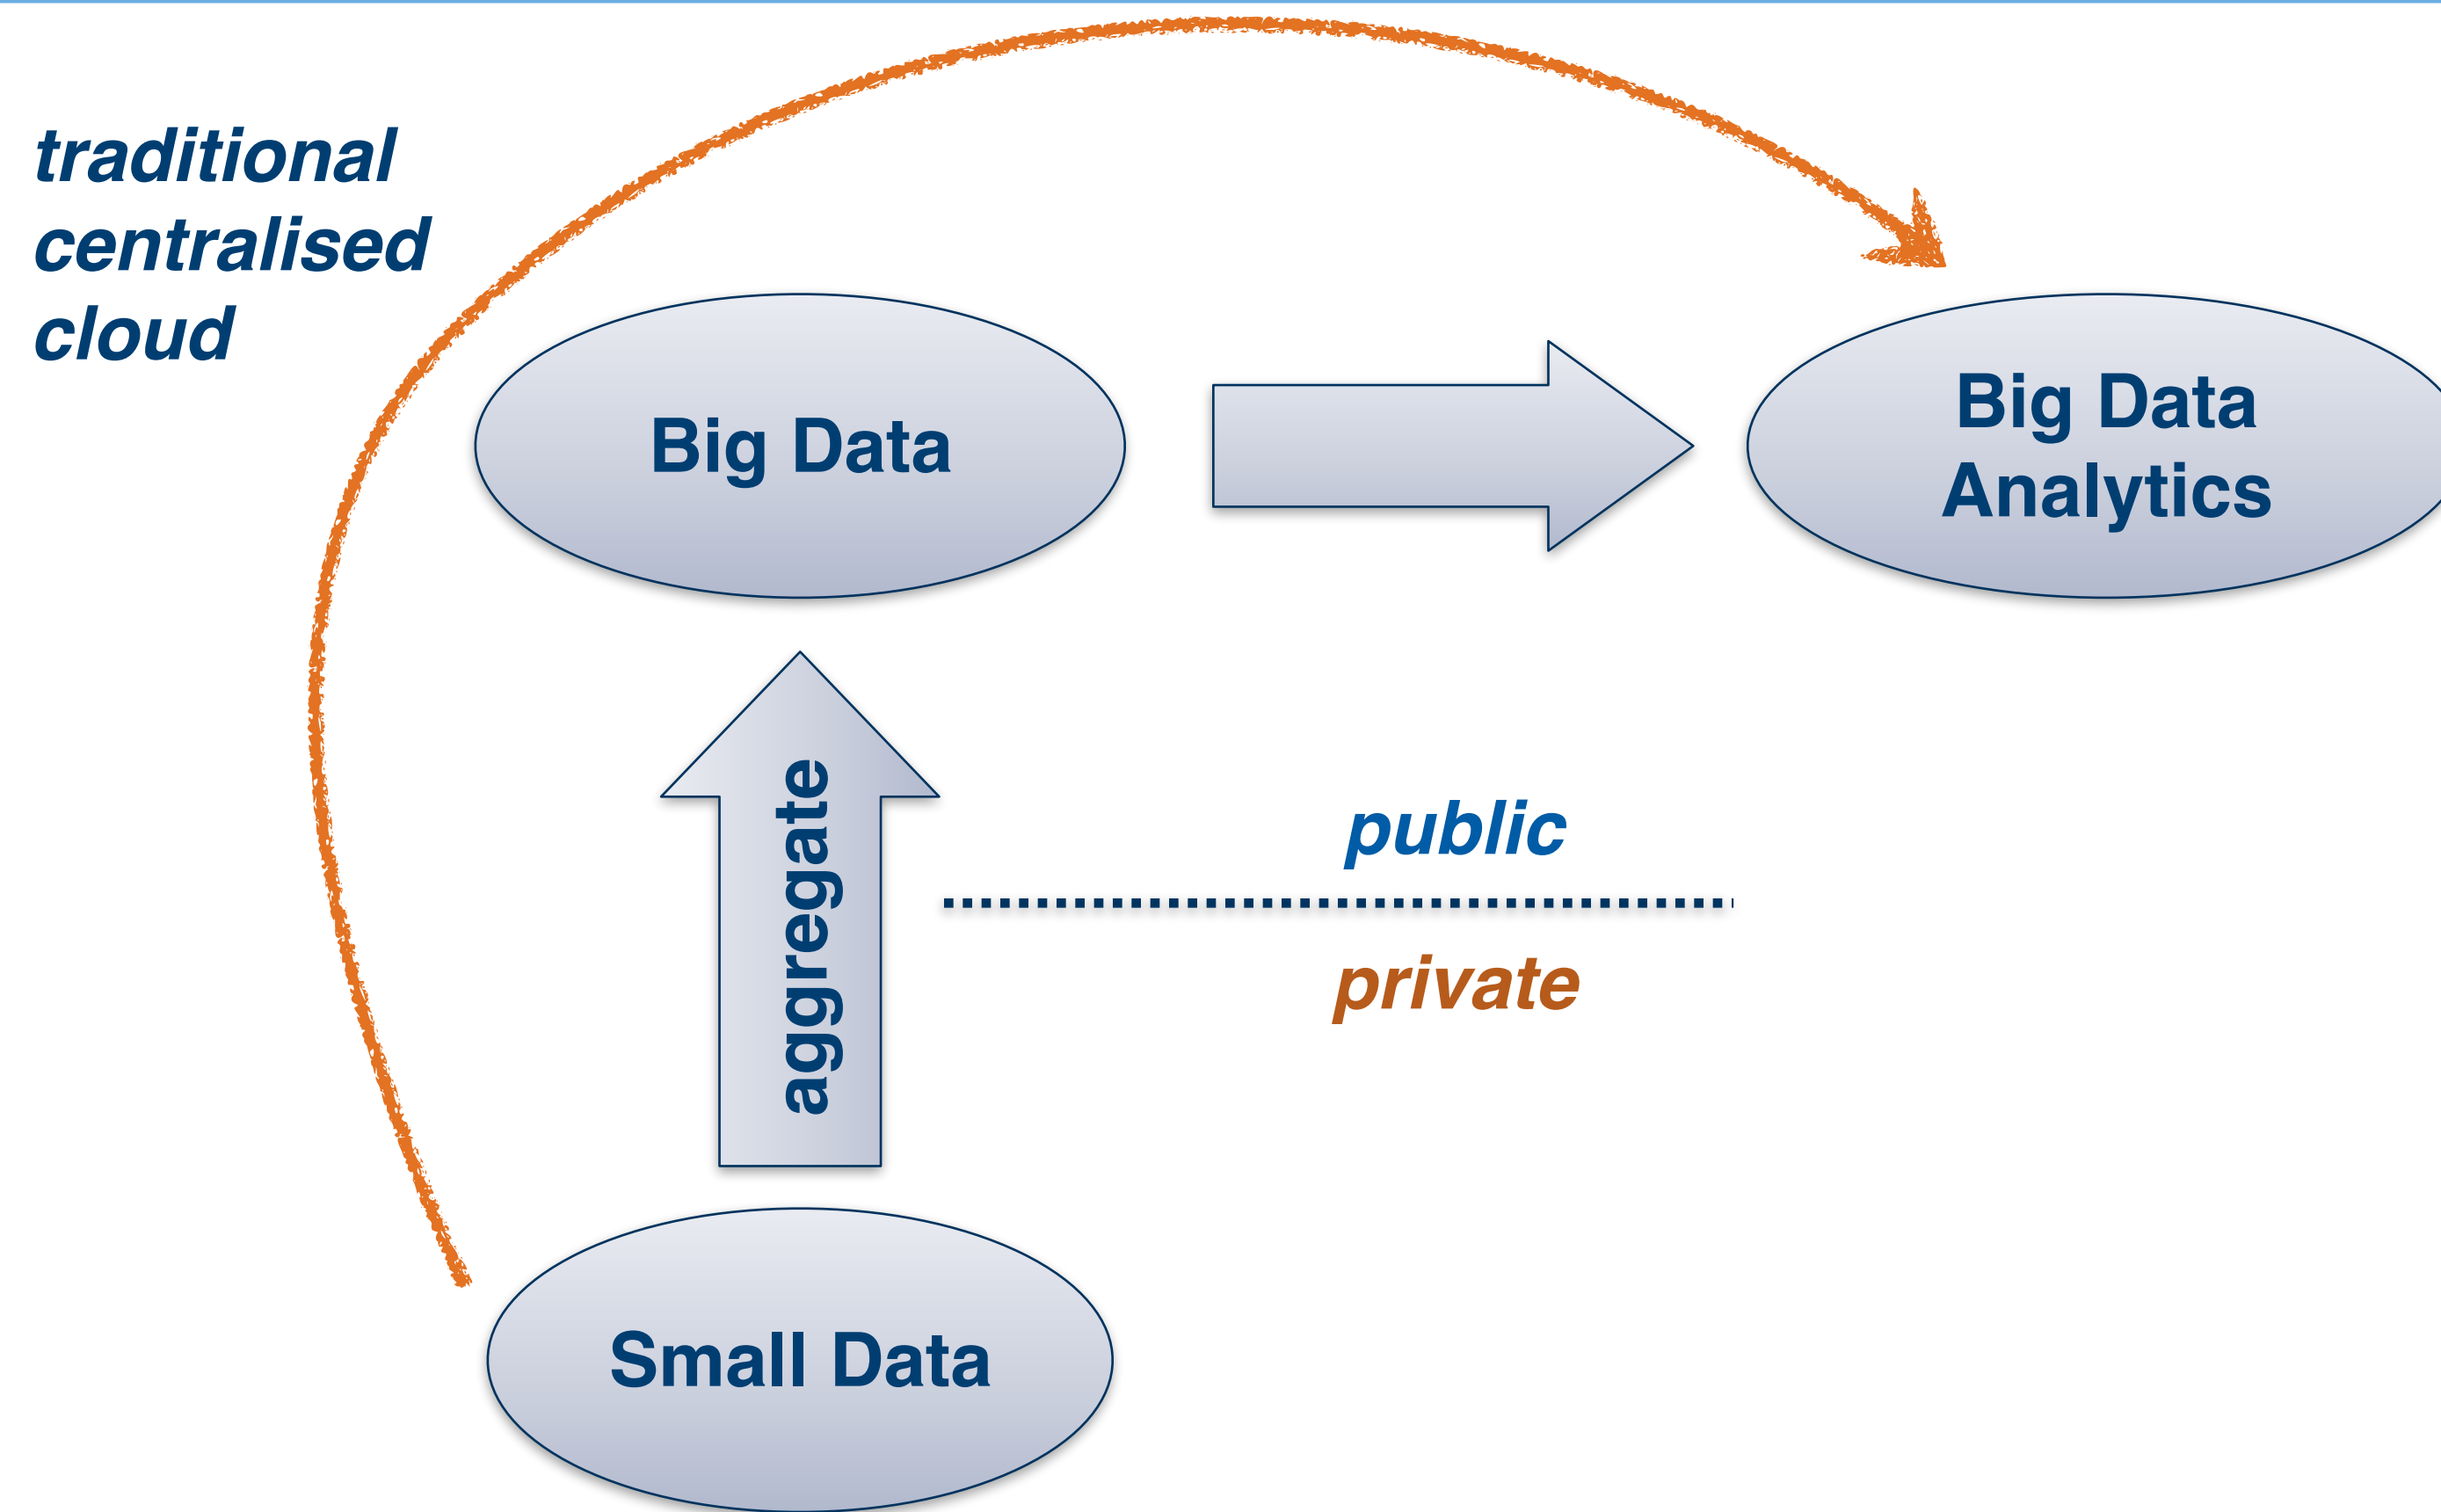 traditional
centralised
cloud
Big Data
Big Data
Analytics
aggregate
public
private
Small Data